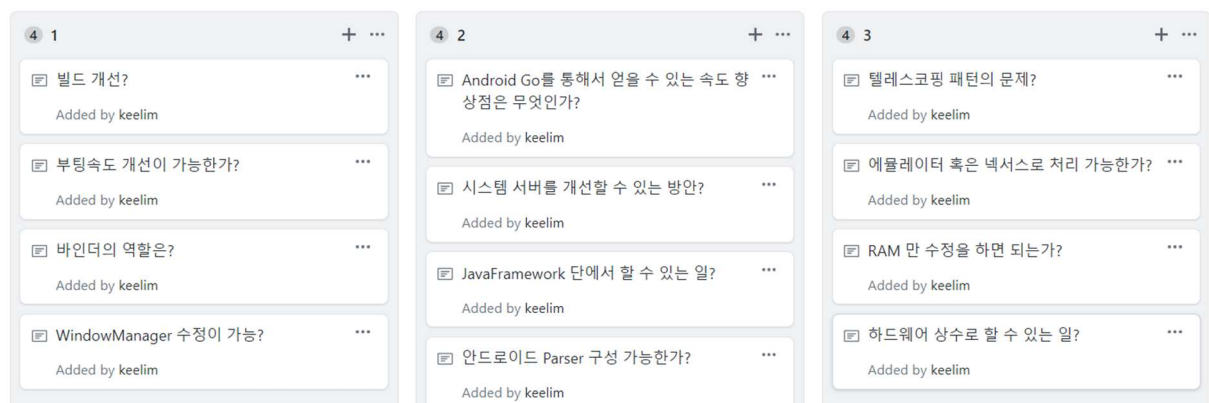 4 1
빌드 개선?
Added by keelim
부팅속도 개선이 가능한가?
Added by keelim
바인더의 역할은?
Added by keelim
WindowManager 수정이 가능?
Added by keelim
4 2
Android Go를 통해서 얻을 수 있는 속도 향
상점은 무엇인가?
Added by keelim
시스템 서버를 개선할 수 있는 방안?
Added by keelim
JavaFramework 단에서 할 수 있는 일?
Added by keelim
안드로이드 Parser 구성 가능한가?
Added by keelim
4 3
텔레스코핑 패턴의 문제?
Added by keelim
에뮬레이터 혹은 넥서스로 처리 가능한가?
Added by keelim
RAM 만 수정을 하면 되는가?
Added by keelim
하드웨어 상수로 할 수 있는 일?
Added by keelim